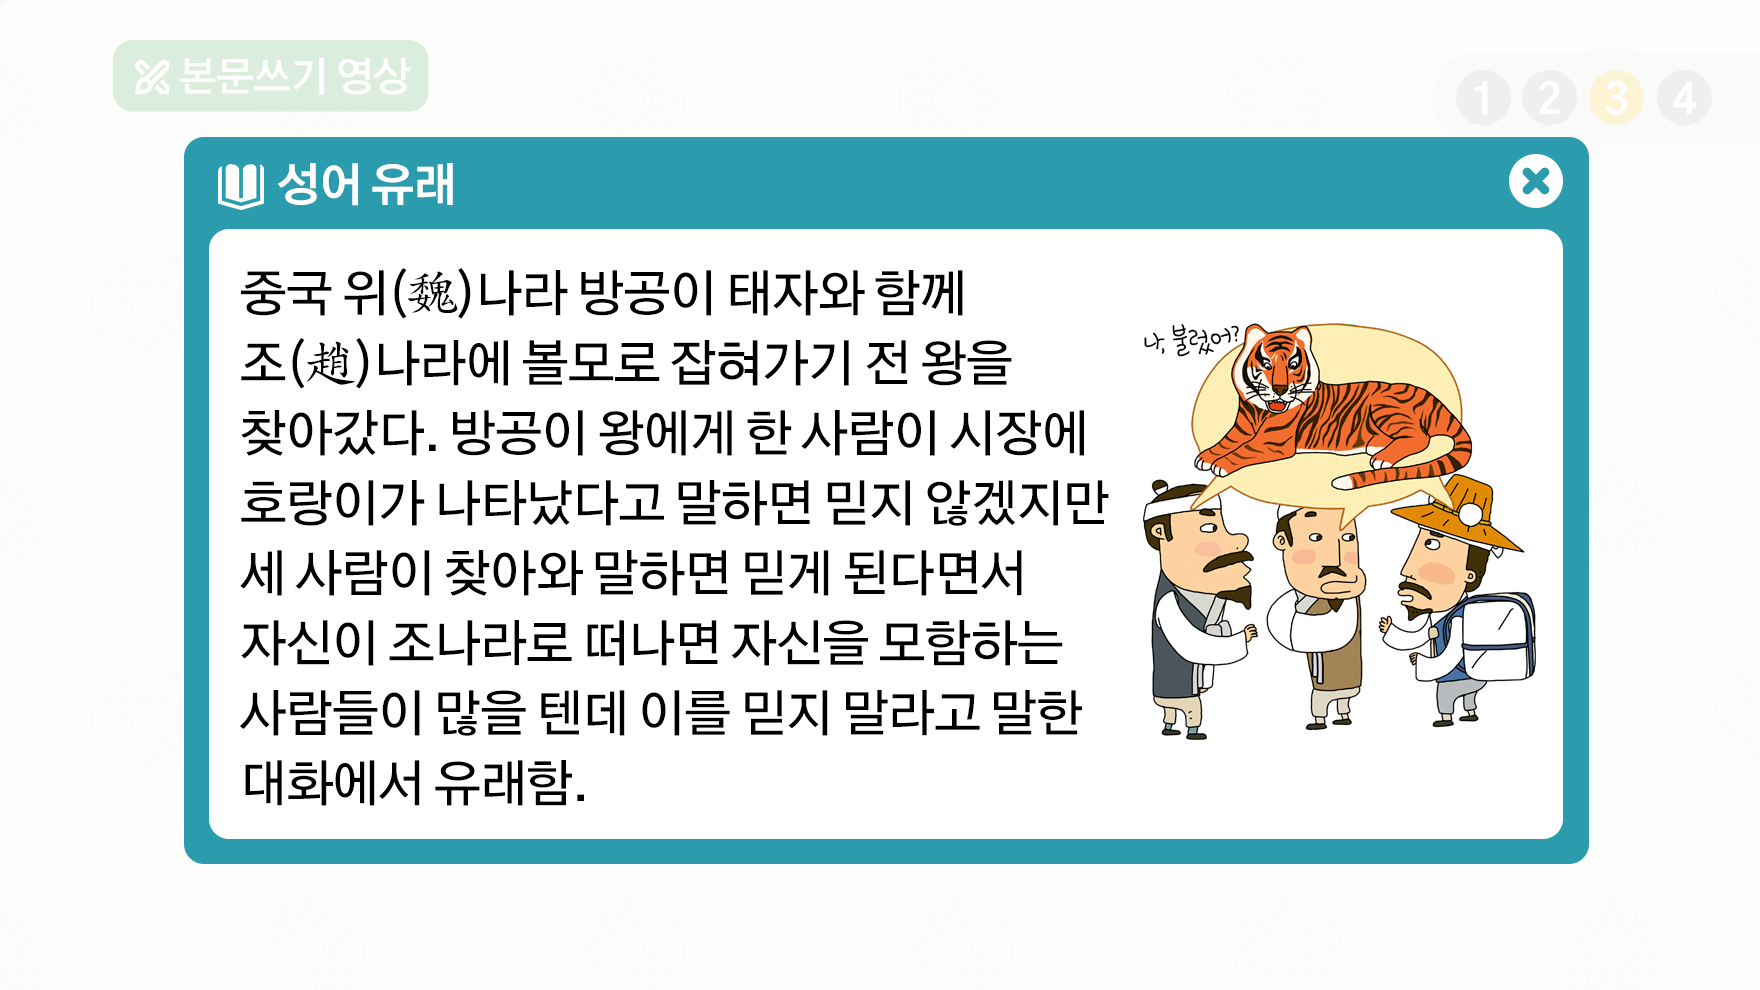 본문쓰기 영상
1 2 3 4
성어 유래
중국 위(魏)나라 방공이 태자와 함께
조(趙)나라에 볼모로 잡혀가기 전 왕을
찾아갔다. 방공이 왕에게 한 사람이 시장에
호랑이가 나타났다고 말하면 믿지 않겠지만
세 사람이 찾아와 말하면 믿게 된다면서
자신이 조나라로 떠나면 자신을 모함하는
사람들이 많을 텐데 이를 믿지 말라고 말한
대화에서 유래함.
나, 불렀어?